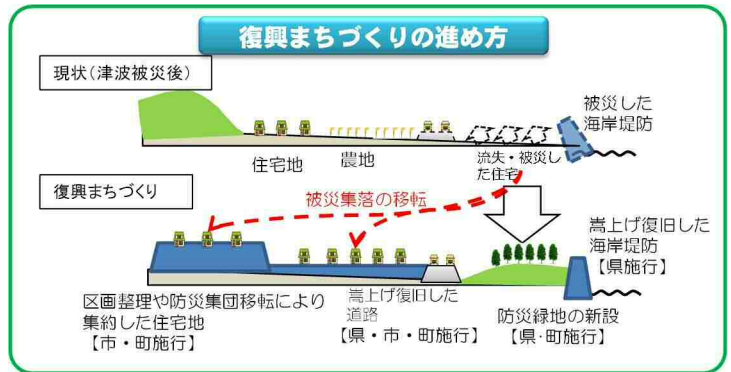 復興まちづくりの進め方
現状(津波被災後)
被災した
海岸堤防
住宅地
農地
流失・被災し
た住宅
復興まちづくり
被災集落の移転
嵩上げ復旧した
海岸堤防
【県施行】
区画整理や防災集団移転により
集約した住宅地
【市・町施行】
嵩上げ復旧した
道路
【県・市・町施行】
防災緑地の新設
【県・町施行】